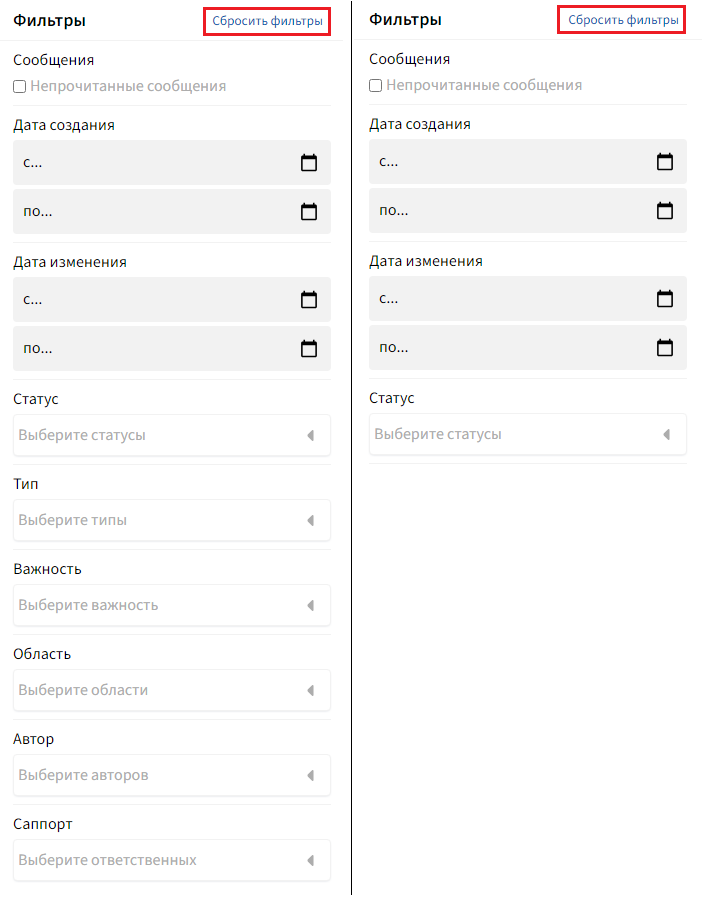 Фильтры Сбросить фильтры
Сообщения
Непрочитанные сообщения
Дата создания
с...
по...
Дата изменения
с...
по...
Статус
Выберите статусы
Тип
Выберите типы
Важность
Выберите важность
Область
Выберите области
Автор
Выберите авторов
Саппорт
Выберите ответственных
Фильтры Сбросить фильтры
Сообщения
Непрочитанные сообщения
Дата создания
с...
по...
Дата изменения
с...
по...
Статус
Выберите статусы